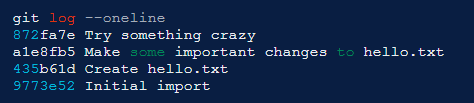 git log --oneline
872fa7e Try something crazy
a1e8fb5 Make some important changes to hello.txt
435b61d Create hello.txt
9773e52 Initial import